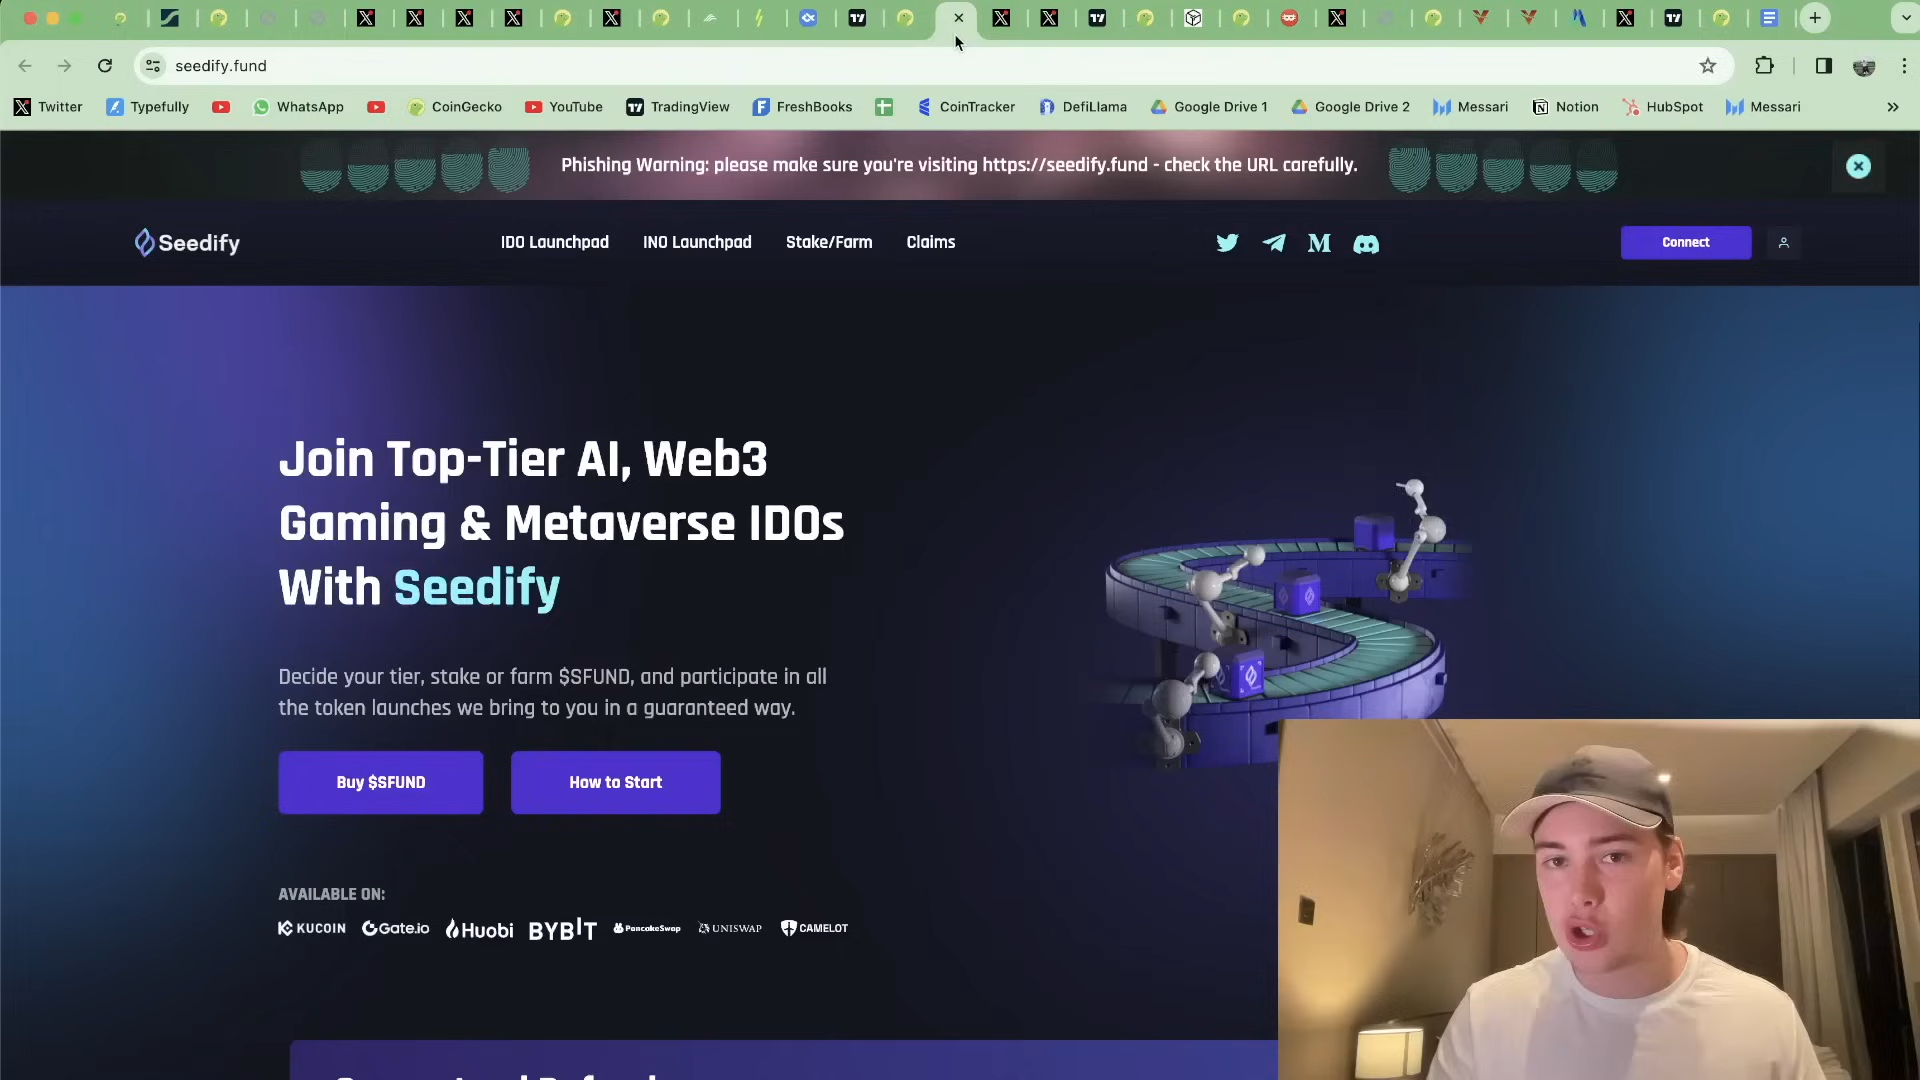 seedify.fund
Twitter
Typefully
WhatsApp
CoinGecko
YouTube
TradingView
FreshBooks
CoinTracker
DefiLlama
Google Drive 1
Google Drive 2
Messari
Notion
HubSpot
Messari
Phishing Warning: please make sure you're visiting https://seedify.fund - check the URL carefully.
Seedify
IDO Launchpad
INO Launchpad
Stake/Farm
Claims
Connect
Join Top-Tier AI, Web3
Gaming & Metaverse IDOs
With Seedify
Decide your tier, stake or farm $SFUND, and participate in all
the token launches we bring to you in a guaranteed way.
Buy $SFUND
How to Start
AVAILABLE ON:
KUCOIN
Gate.io
Huobi
BYBIT
PancakeSwap
UNISWAP
CAMELOT